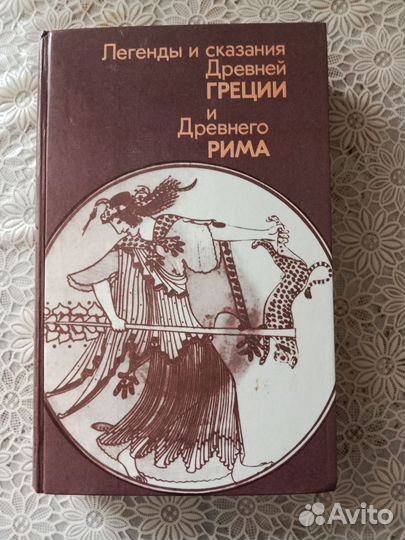 Легенды и сказания
Древней
ГРЕЦИИ
и
Древнего
РИМА
Avito